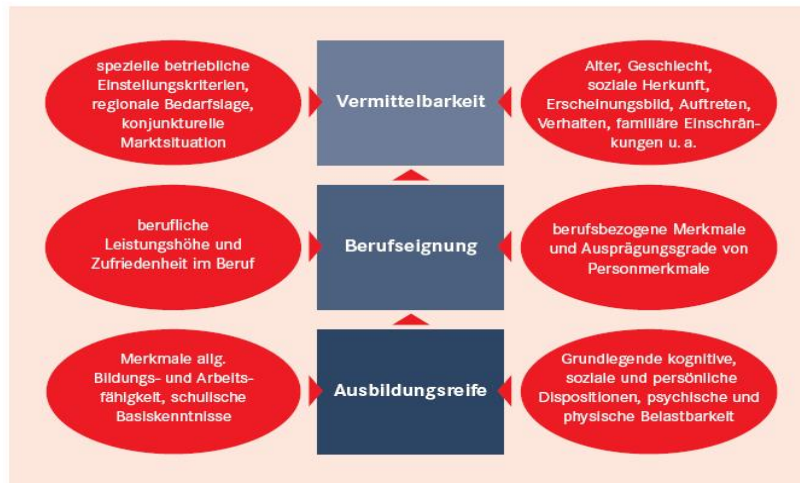 spezielle betriebliche
Einstellungskriterien,
regionale Bedarfslage,
konjunkturelle
Marktsituation
Vermittelbarkeit
Alter, Geschlecht,
soziale Herkunft,
Erscheinungsbild, Auftreten,
Verhalten, familiäre Einschrän-
kungen u. a.
berufliche
Leistungshöhe und
Zufriedenheit im Beruf
Berufseignung
berufsbezogene Merkmale
und Ausprägungsgrade von
Personmerkmale
Merkmale allg.
Bildungs- und Arbeits-
fähigkeit, schulische
Basiskenntnisse
Ausbildungsreife
Grundlegende kognitive,
soziale und persönliche
Dispositionen, psychische und
physische Belastbarkeit